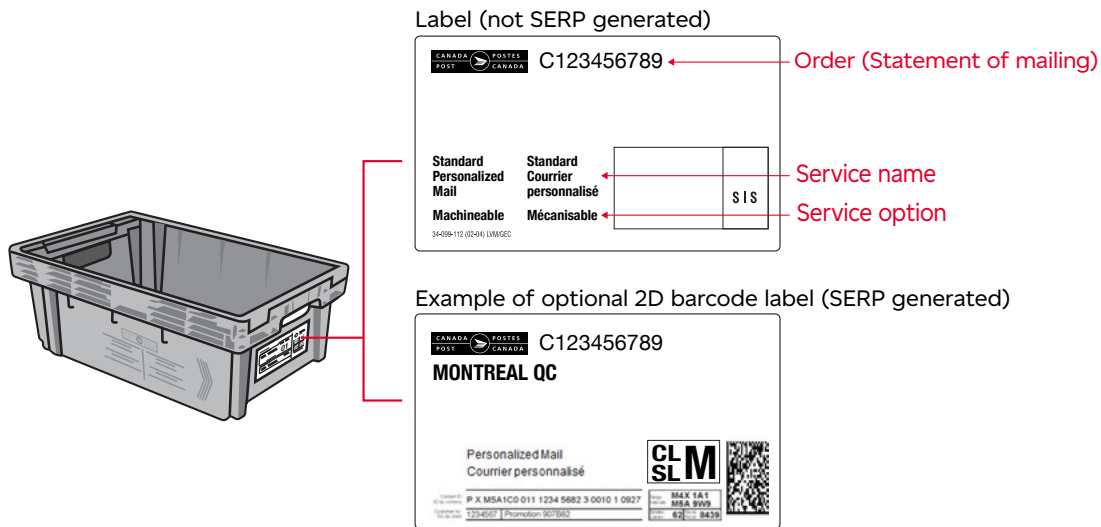 Label (not SERP generated)
CANADA POSTES
POST CANADA
C123456789
Order (Statement of mailing)
Standard Personalized Mail
Standard Courrier personnalisé
Service name
SIS
Machineable
Mécanisable
Service option
34-099-112 (02-04) LVM/GEC
Example of optional 2D barcode label (SERP generated)
CANADA POSTES
POST CANADA
C123456789
MONTREAL QC
Personalized Mail
Courrier personnalisé
CL
SL
M
P X M5A1C0 011 1234 5682 3 0010 1 0827
M4X 1A1
M5A 9W9
1234567 Promotion 907B82
62
8439